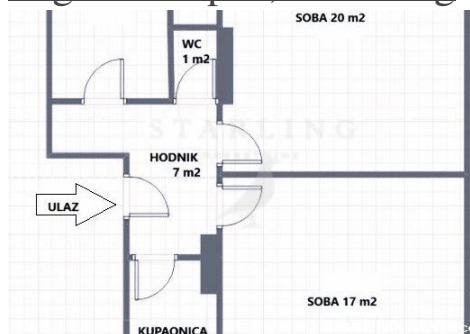 SOBA 20 m2
WC
1 m2
STARLING
HODNIK
7 m2
ULAZ
SOBA 17 m2
KUPAONICA